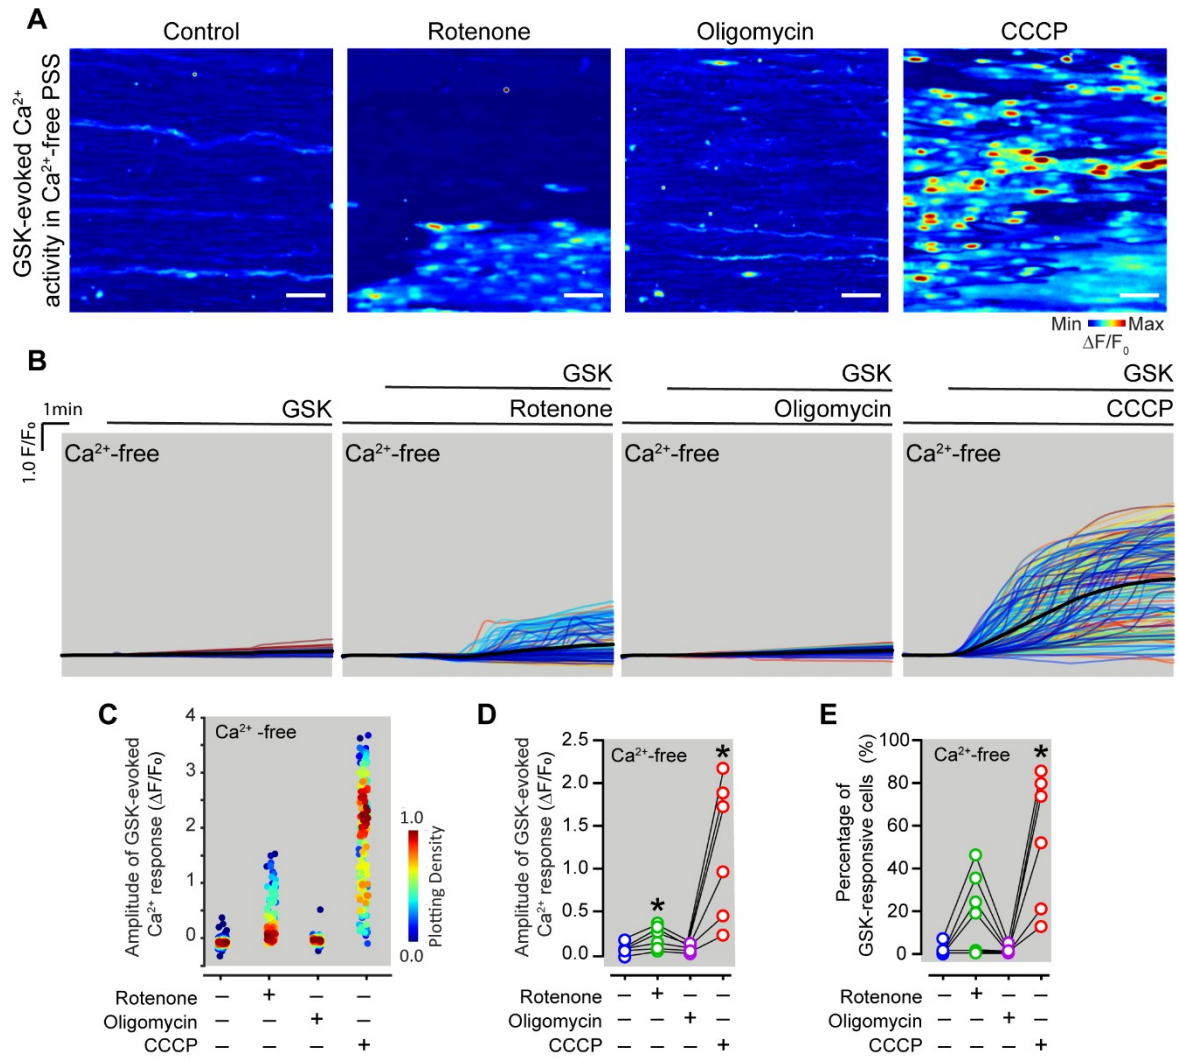 A
Control
Rotenone
Oligomycin
CCCP
GSK-evoked Ca²⁺
activity in Ca²⁺-free PSS
Min Max
ΔF/F₀
B
GSK
GSK
GSK
1min
GSK
Rotenone
Oligomycin
CCCP
1.0 F/F₀
Ca²⁺-free
Ca²⁺-free
Ca²⁺-free
Ca²⁺-free
C
Amplitude of GSK-evoked
Ca²⁺ response (ΔF/F₀)
4
3
2
1
0
Ca²⁺ -free
1.0
0.0
Plotting Density
Rotenone – + – –
Oligomycin – – + –
CCCP – – – +
D
Amplitude of GSK-evoked
Ca²⁺ response (ΔF/F₀)
2.5
2.0
1.5
1.0
0.5
0.0
Ca²⁺-free
*
*
Rotenone – + – –
Oligomycin – – + –
CCCP – – – +
E
Percentage of
GSK-responsive cells (%)
100
80
60
40
20
0
Ca²⁺-free
*
Rotenone – + – –
Oligomycin – – + –
CCCP – – – +